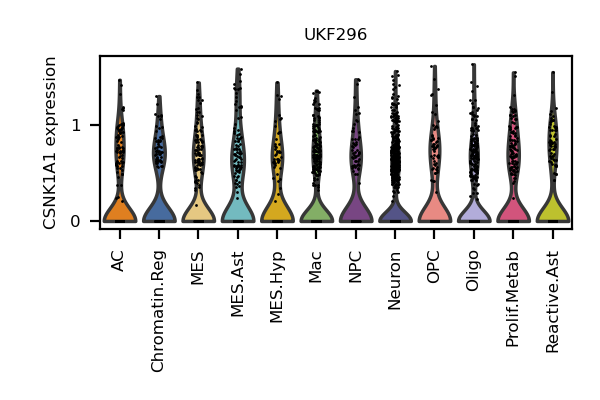 UKF296
CSNK1A1 expression
1
0
AC
Chromatin.Reg
MES
MES.Ast
MES.Hyp
Mac
NPC
Neuron
OPC
Oligo
Prolif.Metab
Reactive.Ast